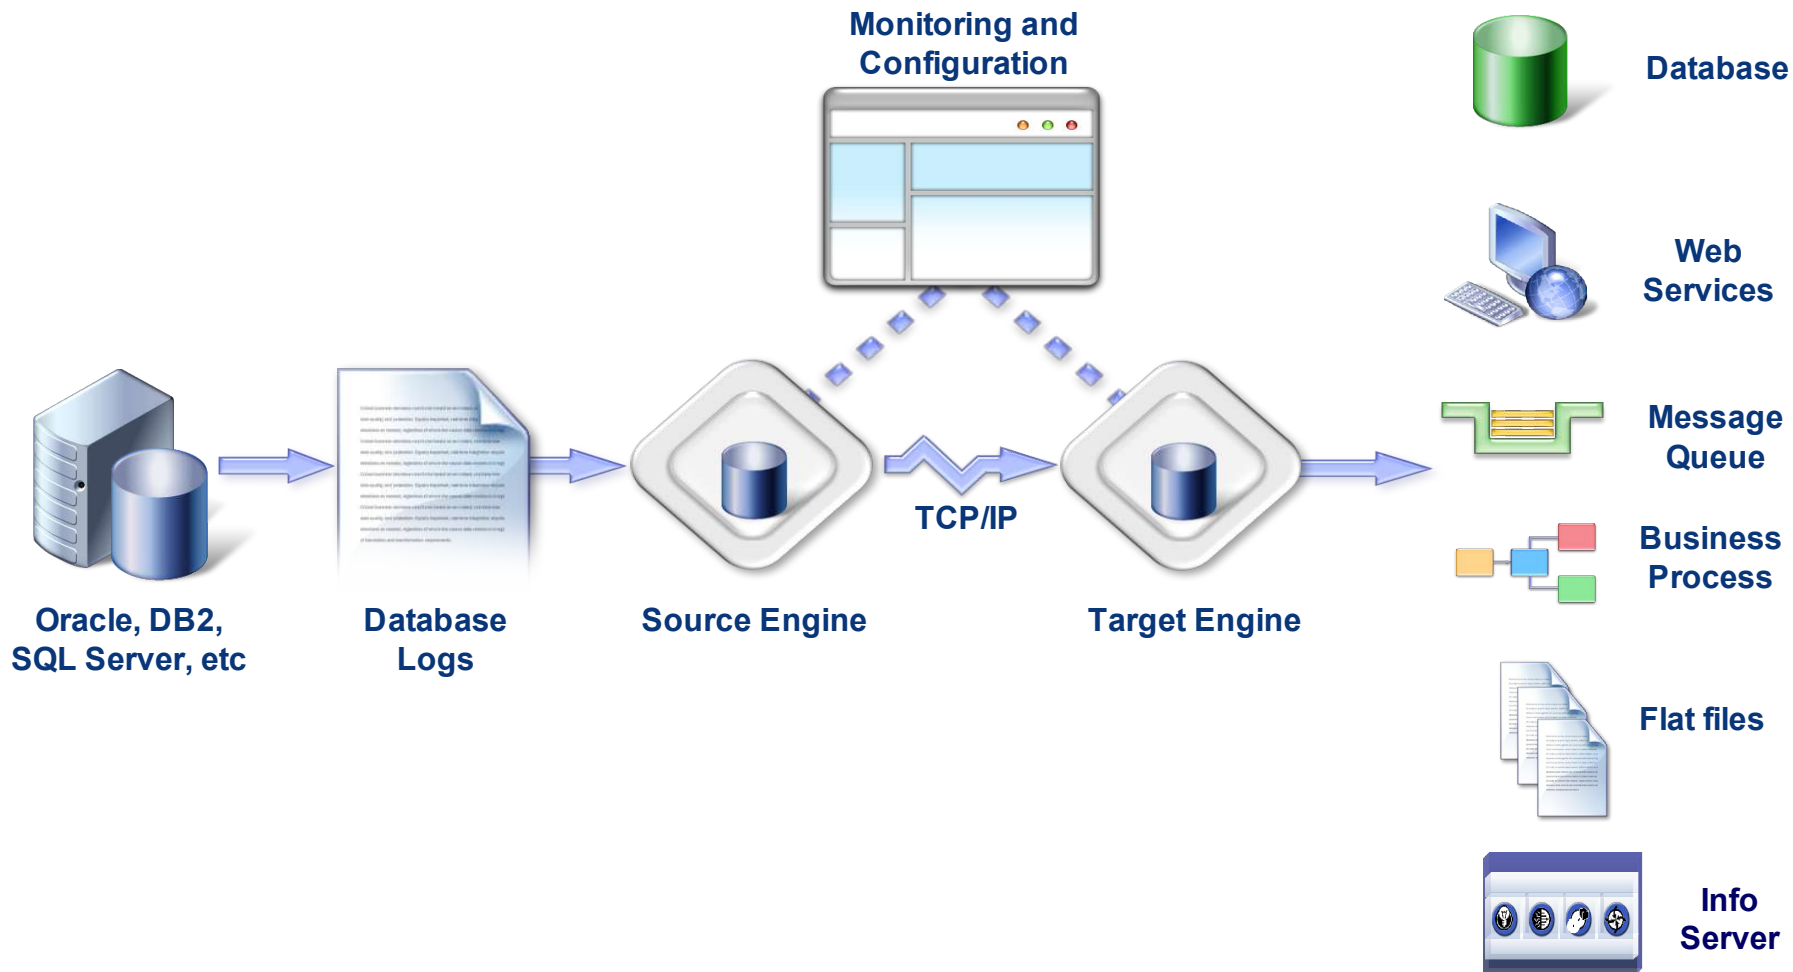 Monitoring and
Configuration
Database
Web
Services
Message
Queue
TCP/IP
Business
Process
Oracle, DB2,
SQL Server, etc
Database
Logs
Source Engine
Target Engine
Flat files
Info
Server